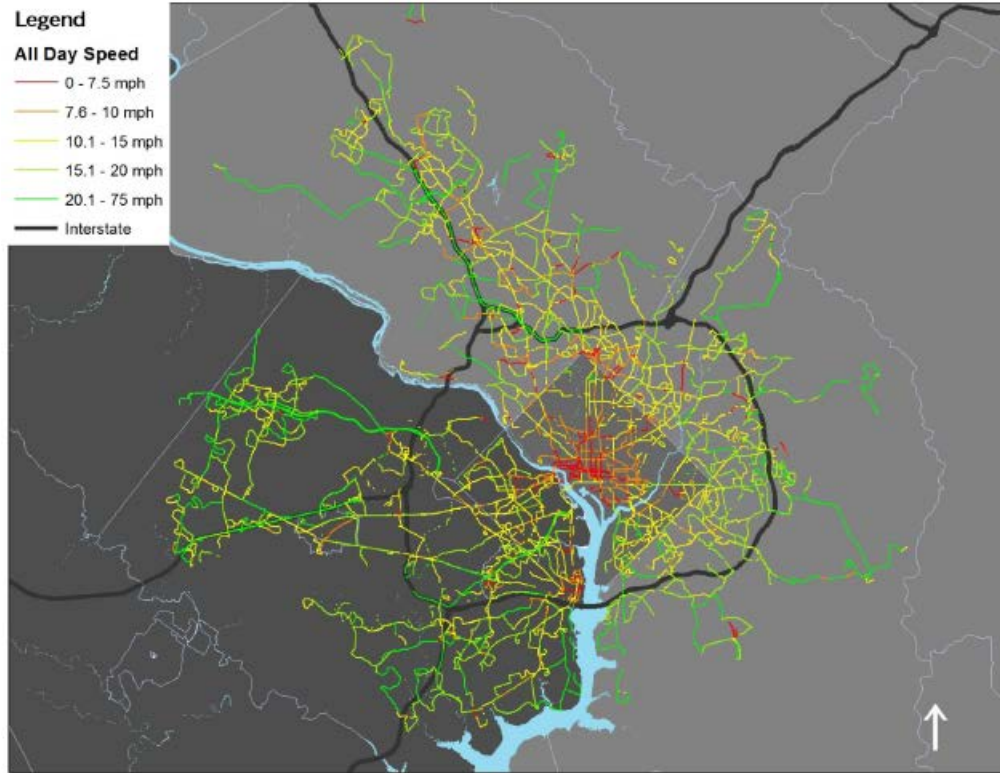 Legend
All Day Speed
0 - 7.5 mph
7.6 - 10 mph
10.1 - 15 mph
15.1 - 20 mph
20.1 - 75 mph
Interstate